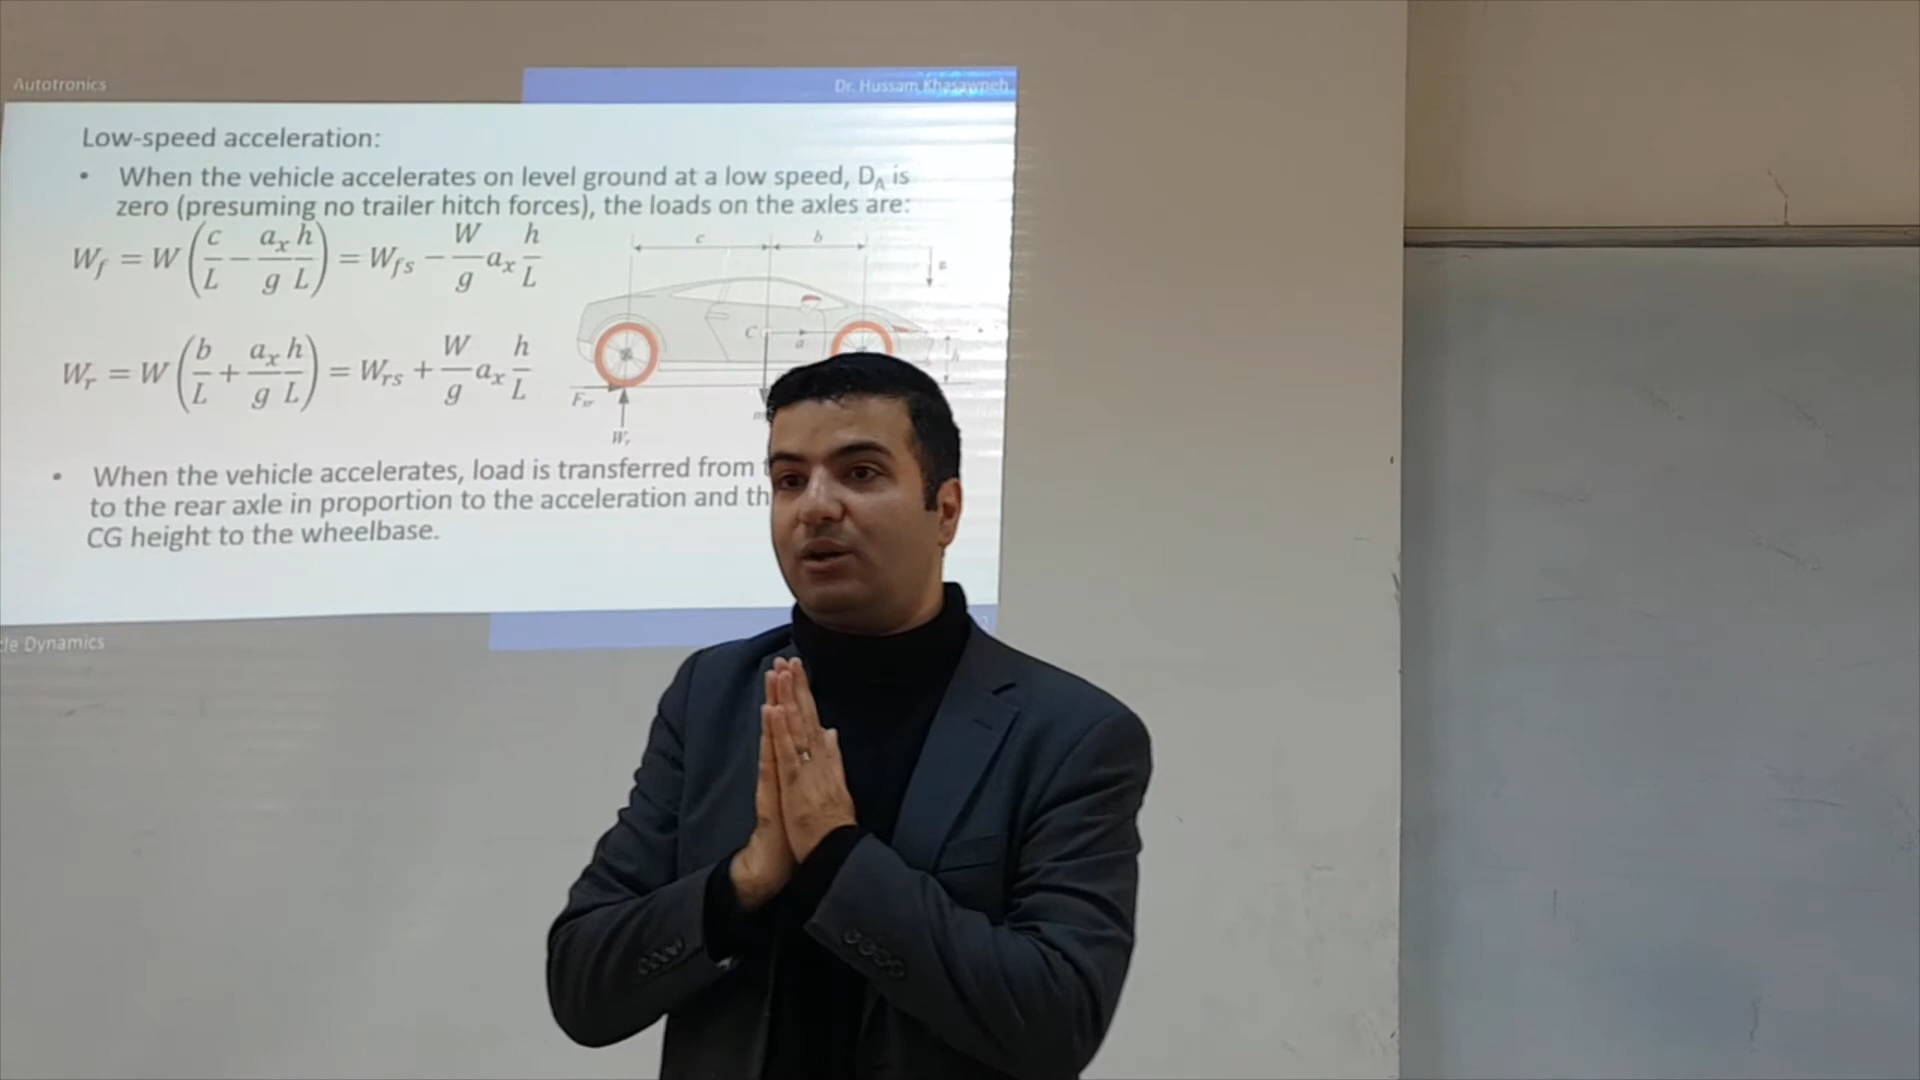 Autotronics
Dr. Hussam Khasawneh
Low-speed acceleration:
• When the vehicle accelerates on level ground at a low speed, D_A is
zero (presuming no trailer hitch forces), the loads on the axles are:
W_f = W (c/L − a_x/g h/L) = W_fs − W/g a_x h/L
c
b
C
a
h
W_r = W (b/L + a_x/g h/L) = W_rs + W/g a_x h/L
W_r
• When the vehicle accelerates, load is transferred from
to the rear axle in proportion to the acceleration and th
CG height to the wheelbase.
cle Dynamics